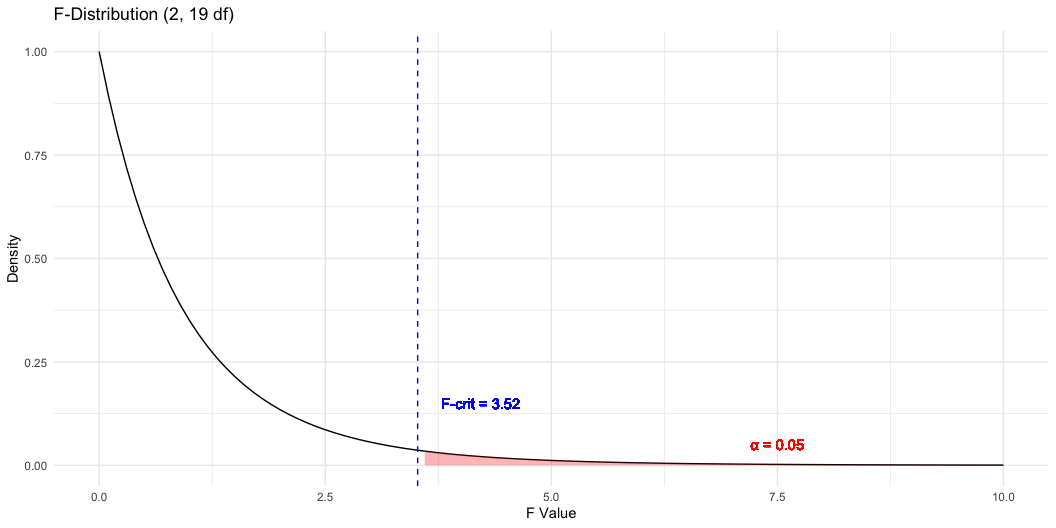 F-Distribution (2, 19 df)
1.00
0.75
0.50
0.25
0.00
Density
F-crit = 3.52
α = 0.05
0.0
2.5
5.0
7.5
10.0
F Value